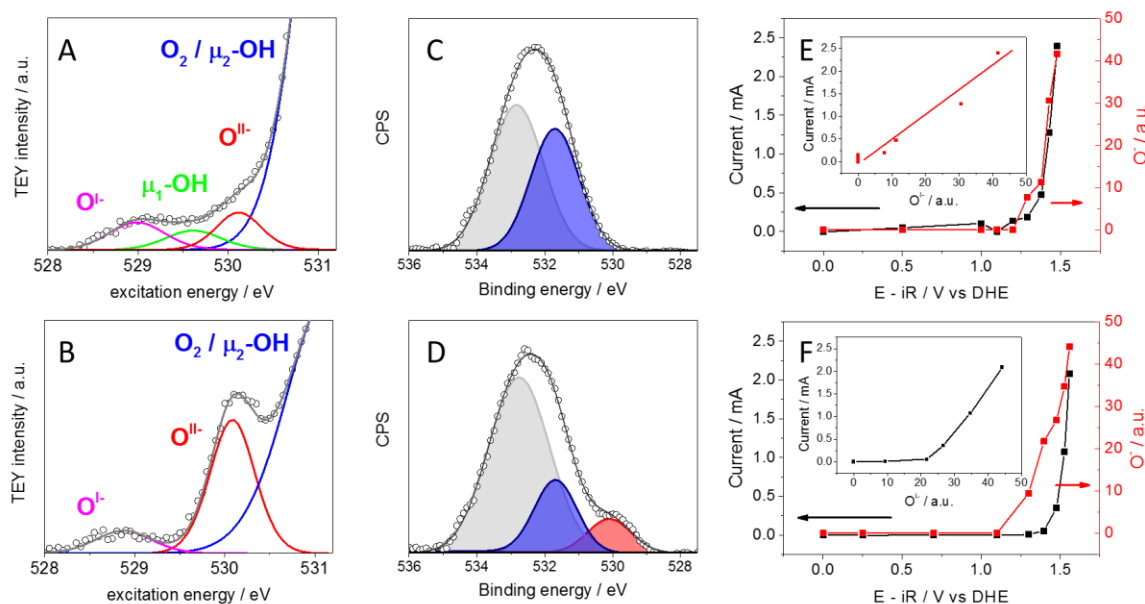 A
O₂ / μ₂-OH
Oᴵᴵ⁻
μ₁-OH
Oᴵ⁻
TEY intensity / a.u.
528 529 530 531
excitation energy / eV
C
CPS
536 534 532 530 528
Binding energy / eV
E
2.5
2.0
1.5
1.0
0.5
0.0
Current / mA
50
40
30
20
10
0
O⁻ / a.u.
2.5
2.0
1.5
1.0
0.5
0.0
Current / mA
0 10 20 30 40 50
Oᴵ⁻ / a.u.
0.0 0.5 1.0 1.5
E - iR / V vs DHE
B
O₂ / μ₂-OH
Oᴵᴵ⁻
Oᴵ⁻
TEY intensity / a.u.
528 529 530 531
excitation energy / eV
D
CPS
536 534 532 530 528
Binding energy / eV
F
2.5
2.0
1.5
1.0
0.5
0.0
Current / mA
50
40
30
20
10
0
O⁻ / a.u.
2.5
2.0
1.5
1.0
0.5
0.0
Current / mA
0 10 20 30 40 50
Oᴵ⁻ / a.u.
0.0 0.5 1.0 1.5
E - iR / V vs DHE